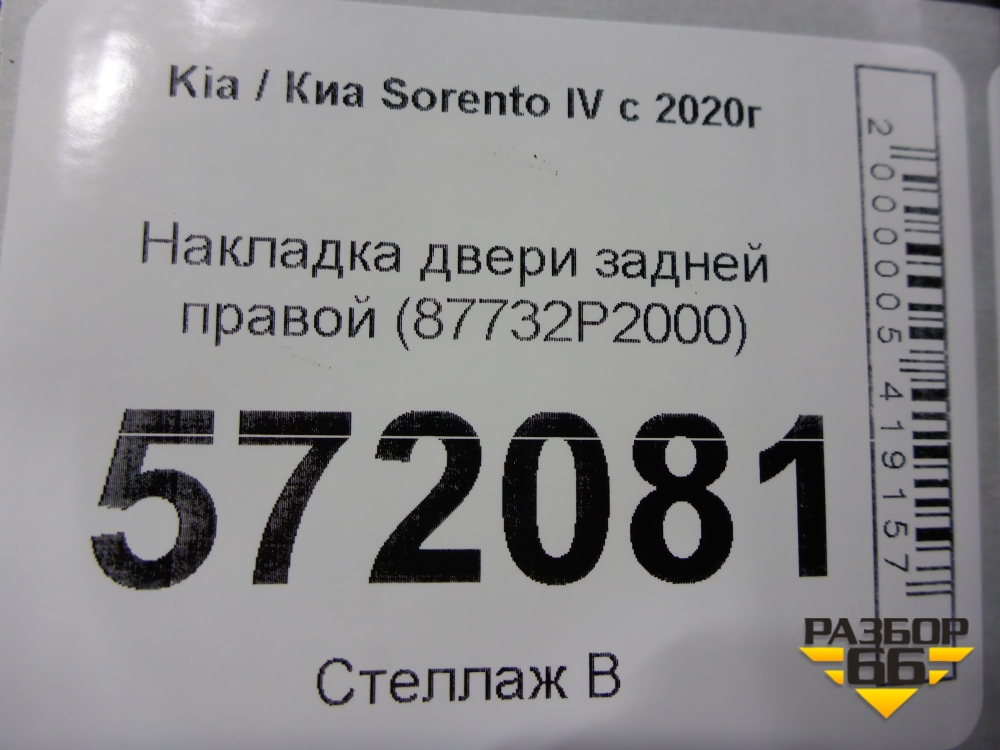 Kia / Киа Sorento IV с 2020г
Накладка двери задней
правой (87732P2000)
572081
Стеллаж В
2000005419157
РАЗБОР
66